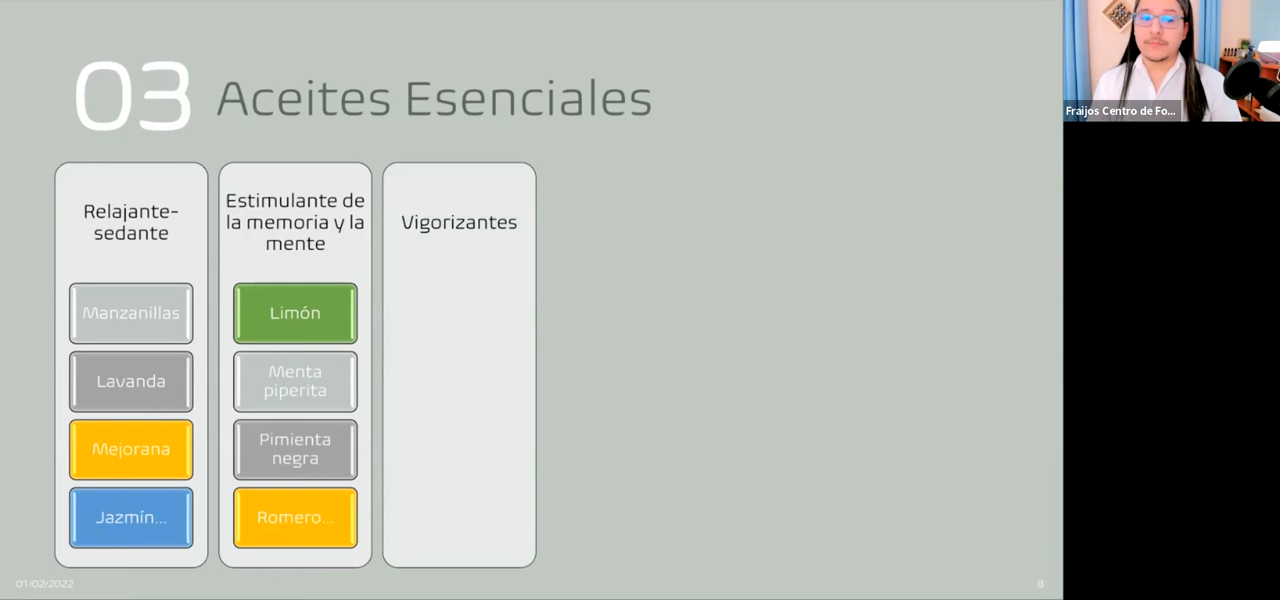 03 Aceites Esenciales
Relajante-
sedante
Manzanillas
Lavanda
Mejorana
Jazmín...
Estimulante de
la memoria y la
mente
Limón
Menta
piperita
Pimienta
negra
Romero...
Vigorizantes
01/02/2022
8
Fraijos Centro de Fo...